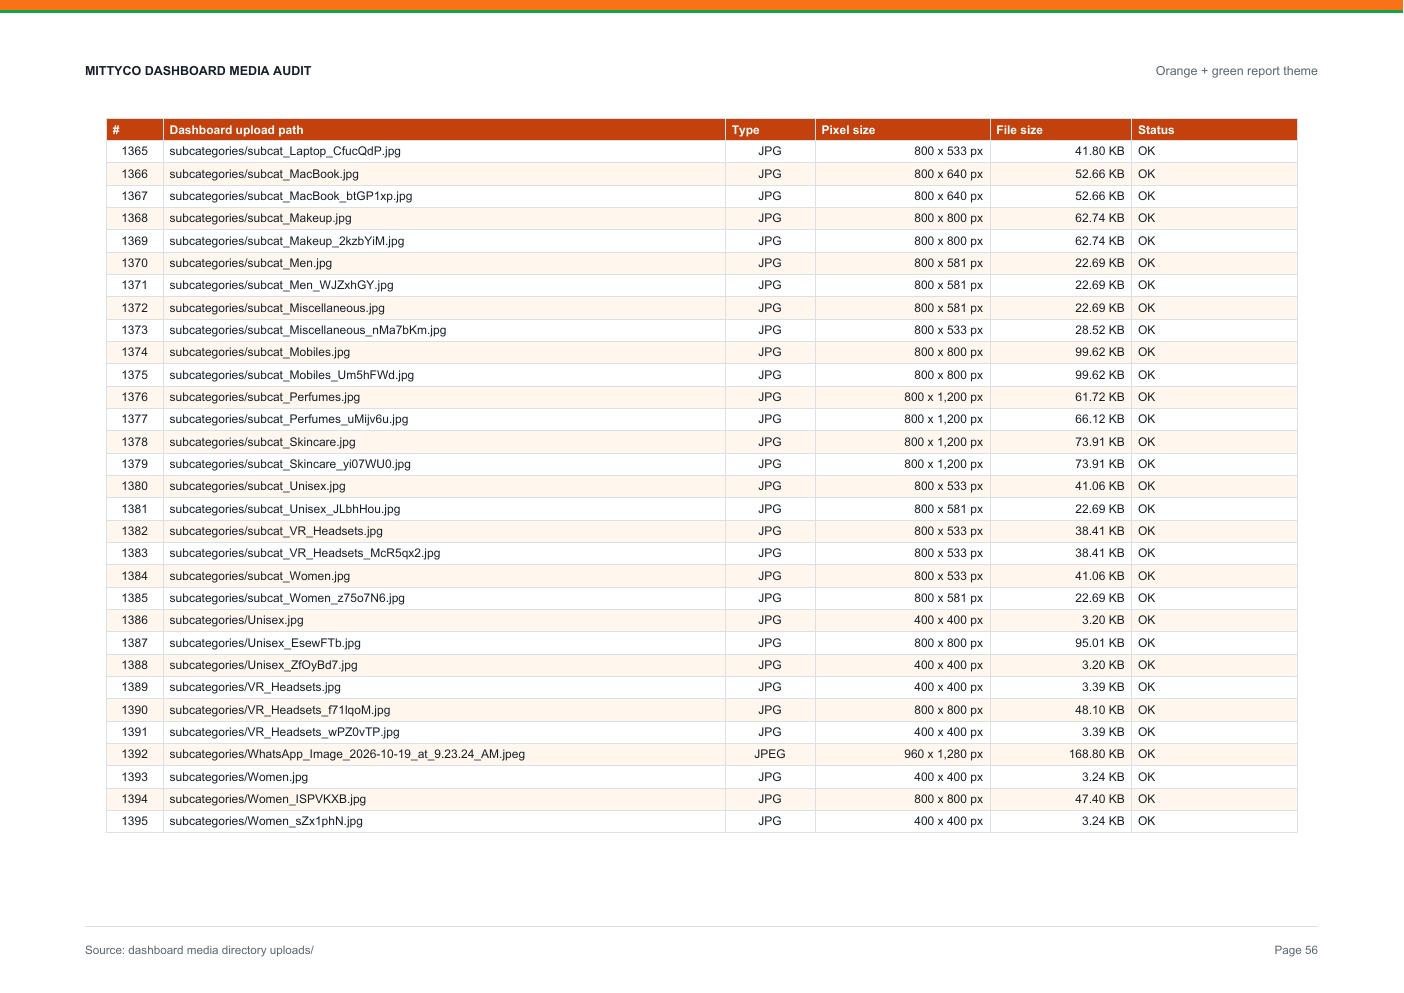 MITTYCO DASHBOARD MEDIA AUDIT
Orange + green report theme
# Dashboard upload path Type Pixel size File size Status
1365 subcategories/subcat_Laptop_CfucQdP.jpg JPG 800 x 533 px 41.80 KB OK
1366 subcategories/subcat_MacBook.jpg JPG 800 x 640 px 52.66 KB OK
1367 subcategories/subcat_MacBook_btGP1xp.jpg JPG 800 x 640 px 52.66 KB OK
1368 subcategories/subcat_Makeup.jpg JPG 800 x 800 px 62.74 KB OK
1369 subcategories/subcat_Makeup_2kzbYiM.jpg JPG 800 x 800 px 62.74 KB OK
1370 subcategories/subcat_Men.jpg JPG 800 x 581 px 22.69 KB OK
1371 subcategories/subcat_Men_WJZxhGY.jpg JPG 800 x 581 px 22.69 KB OK
1372 subcategories/subcat_Miscellaneous.jpg JPG 800 x 581 px 22.69 KB OK
1373 subcategories/subcat_Miscellaneous_nMa7bKm.jpg JPG 800 x 533 px 28.52 KB OK
1374 subcategories/subcat_Mobiles.jpg JPG 800 x 800 px 99.62 KB OK
1375 subcategories/subcat_Mobiles_Um5hFWd.jpg JPG 800 x 800 px 99.62 KB OK
1376 subcategories/subcat_Perfumes.jpg JPG 800 x 1,200 px 61.72 KB OK
1377 subcategories/subcat_Perfumes_uMijv6u.jpg JPG 800 x 1,200 px 66.12 KB OK
1378 subcategories/subcat_Skincare.jpg JPG 800 x 1,200 px 73.91 KB OK
1379 subcategories/subcat_Skincare_yi07WU0.jpg JPG 800 x 1,200 px 73.91 KB OK
1380 subcategories/subcat_Unisex.jpg JPG 800 x 533 px 41.06 KB OK
1381 subcategories/subcat_Unisex_JLbhHou.jpg JPG 800 x 581 px 22.69 KB OK
1382 subcategories/subcat_VR_Headsets.jpg JPG 800 x 533 px 38.41 KB OK
1383 subcategories/subcat_VR_Headsets_McR5qx2.jpg JPG 800 x 533 px 38.41 KB OK
1384 subcategories/subcat_Women.jpg JPG 800 x 533 px 41.06 KB OK
1385 subcategories/subcat_Women_z75o7N6.jpg JPG 800 x 581 px 22.69 KB OK
1386 subcategories/Unisex.jpg JPG 400 x 400 px 3.20 KB OK
1387 subcategories/Unisex_EsewFTb.jpg JPG 800 x 800 px 95.01 KB OK
1388 subcategories/Unisex_ZfOyBd7.jpg JPG 400 x 400 px 3.20 KB OK
1389 subcategories/VR_Headsets.jpg JPG 400 x 400 px 3.39 KB OK
1390 subcategories/VR_Headsets_f71lqoM.jpg JPG 800 x 800 px 48.10 KB OK
1391 subcategories/VR_Headsets_wPZ0vTP.jpg JPG 400 x 400 px 3.39 KB OK
1392 subcategories/WhatsApp_Image_2026-10-19_at_9.23.24_AM.jpeg JPEG 960 x 1,280 px 168.80 KB OK
1393 subcategories/Women.jpg JPG 400 x 400 px 3.24 KB OK
1394 subcategories/Women_ISPVKXB.jpg JPG 800 x 800 px 47.40 KB OK
1395 subcategories/Women_sZx1phN.jpg JPG 400 x 400 px 3.24 KB OK
Source: dashboard media directory uploads/
Page 56